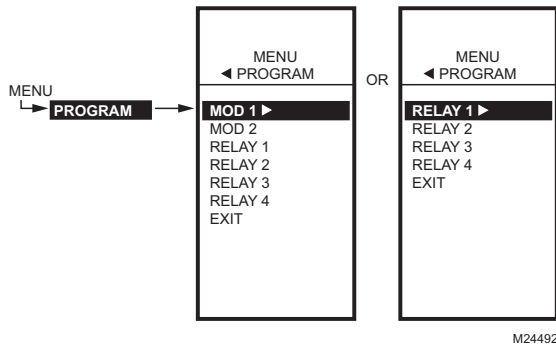 MENU
PROGRAM
MENU
◄ PROGRAM
MOD 1 ►
MOD 2
RELAY 1
RELAY 2
RELAY 3
RELAY 4
EXIT
OR
MENU
◄ PROGRAM
RELAY 1 ►
RELAY 2
RELAY 3
RELAY 4
EXIT
M24492